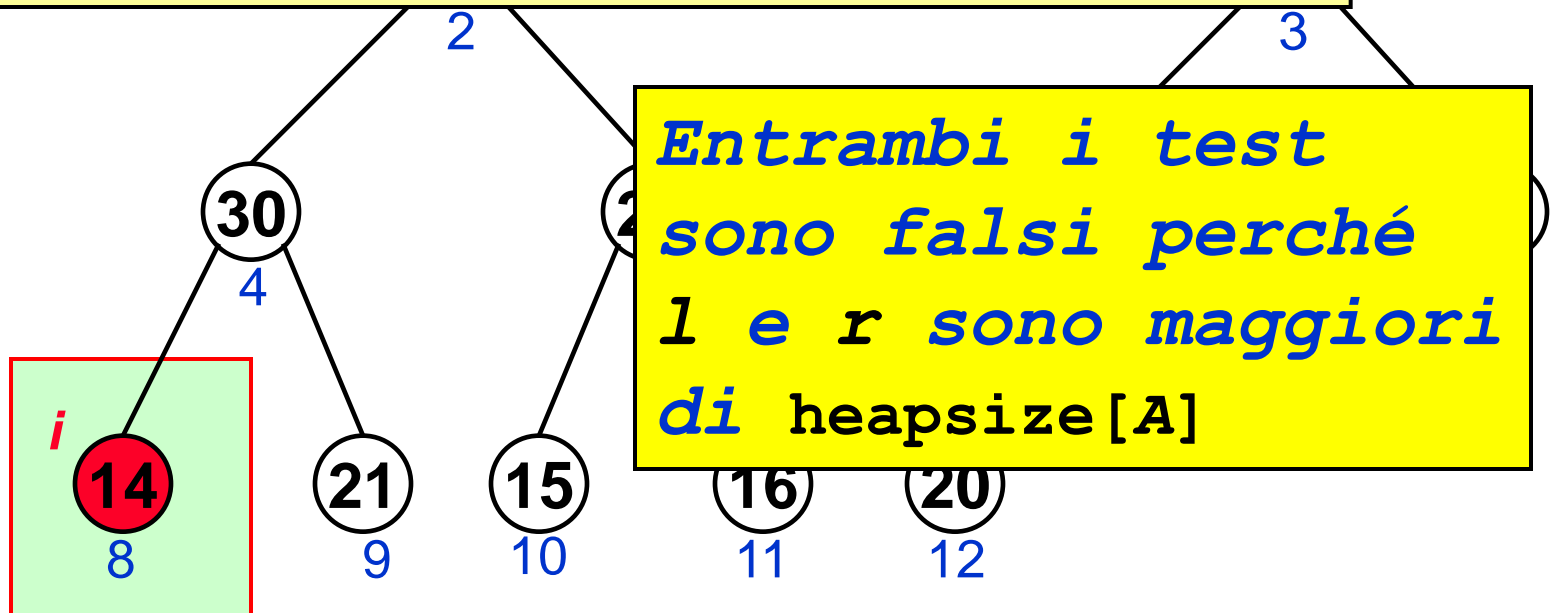 2 3
Entrambi i test
sono falsi perché
l e r sono maggiori
di heapsize[A]
30
4
i
14 21 15 16 20
8 9 10 11 12